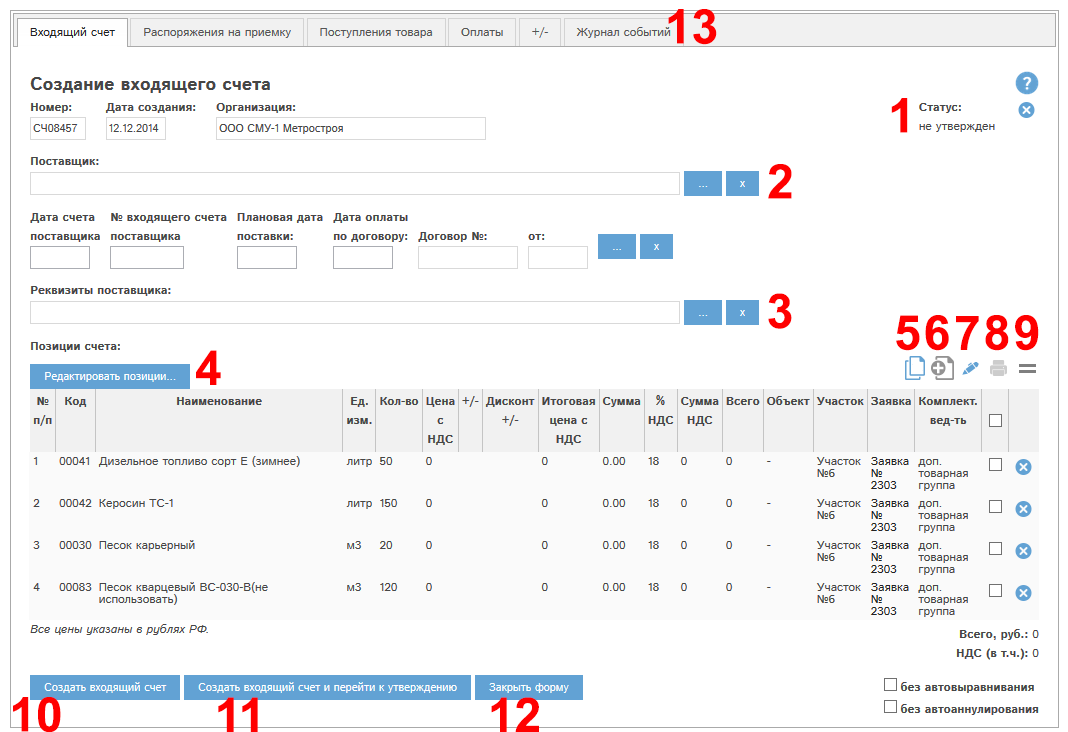 Входящий счет Распоряжения на приемку Поступления товара Оплаты +/- Журнал событий 13
Создание входящего счета ?
Номер: Дата создания: Организация: 1 Статус: x
СЧ08457 12.12.2014 ООО СМУ-1 Метростроя не утвержден
Поставщик:
... x 2
Дата счета № входящего счета Плановая дата Дата оплаты
поставщика поставщика поставки: по договору: Договор №: от:
... x
Реквизиты поставщика:
... x 3
Позиции счета: 5 6 7 8 9
Редактировать позиции... 4
№ п/п Код Наименование Ед. изм. Кол-во Цена с НДС +/- Дисконт +/- Итоговая цена с НДС Сумма % НДС Сумма НДС Всего Объект Участок Заявка Комплект. вед-ть
1 00041 Дизельное топливо сорт Е (зимнее) литр 50 0 0 0.00 18 0 0 - Участок №6 Заявка № 2303 доп. товарная группа
2 00042 Керосин ТС-1 литр 150 0 0 0.00 18 0 0 - Участок №6 Заявка № 2303 доп. товарная группа
3 00030 Песок карьерный м3 20 0 0 0.00 18 0 0 - Участок №6 Заявка № 2303 доп. товарная группа
4 00083 Песок кварцевый ВС-030-В(не использовать) м3 120 0 0 0.00 18 0 0 - Участок №6 Заявка № 2303 доп. товарная группа
Все цены указаны в рублях РФ.
Всего, руб.: 0
НДС (в т.ч.): 0
Создать входящий счет Создать входящий счет и перейти к утверждению Закрыть форму без автовыравнивания
10 11 12 без автоаннулирования